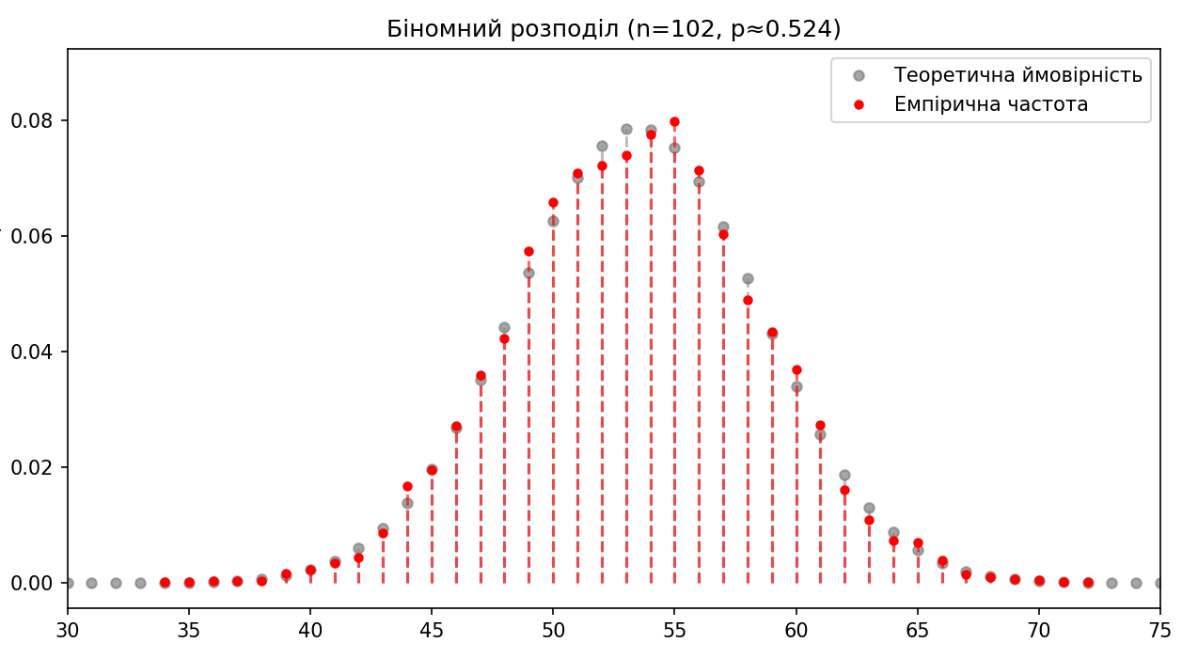 Біномний розподіл (n=102, p≈0.524)
Теоретична ймовірність
Емпірична частота
0.08
0.06
0.04
0.02
0.00
30 35 40 45 50 55 60 65 70 75